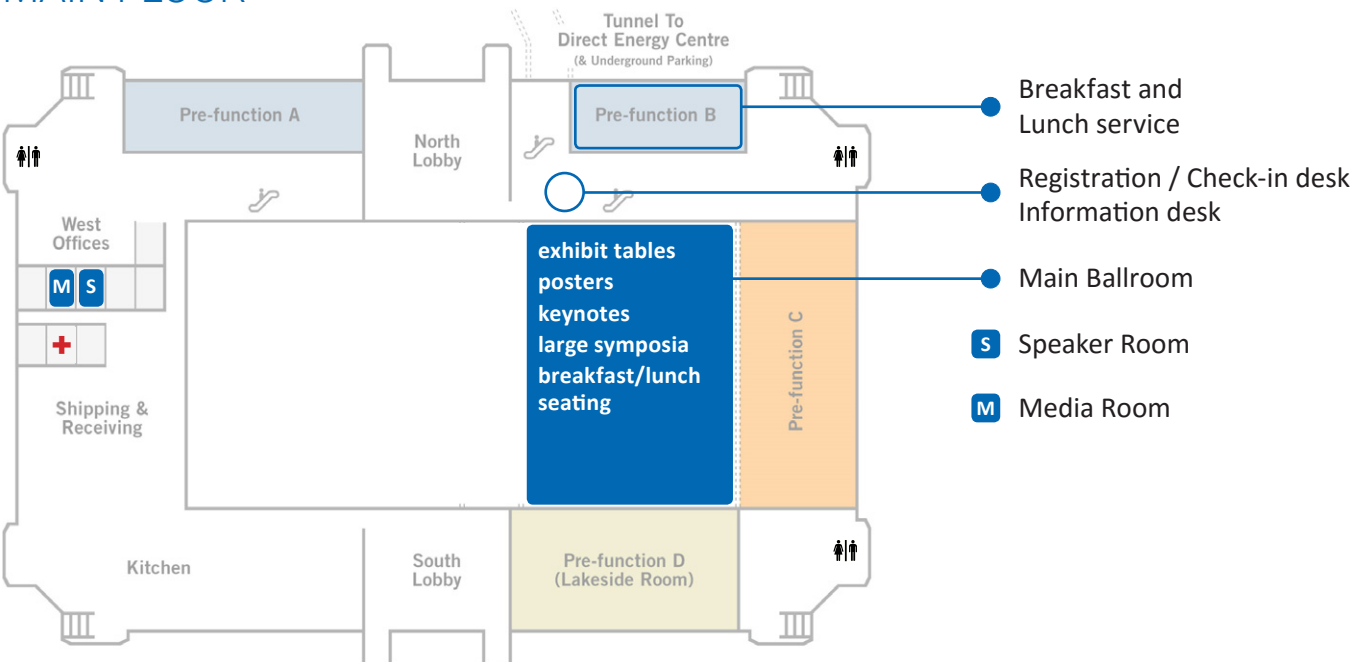 MAIN FLOOR
Tunnel To
Direct Energy Centre
(& Underground Parking)
Pre-function A
Pre-function B
North
Lobby
Breakfast and
Lunch service
Registration / Check-in desk
Information desk
West
Offices
M S
exhibit tables
posters
keynotes
large symposia
breakfast/lunch
seating
Pre-function C
Main Ballroom
S Speaker Room
M Media Room
Shipping &
Receiving
Kitchen
South
Lobby
Pre-function D
(Lakeside Room)